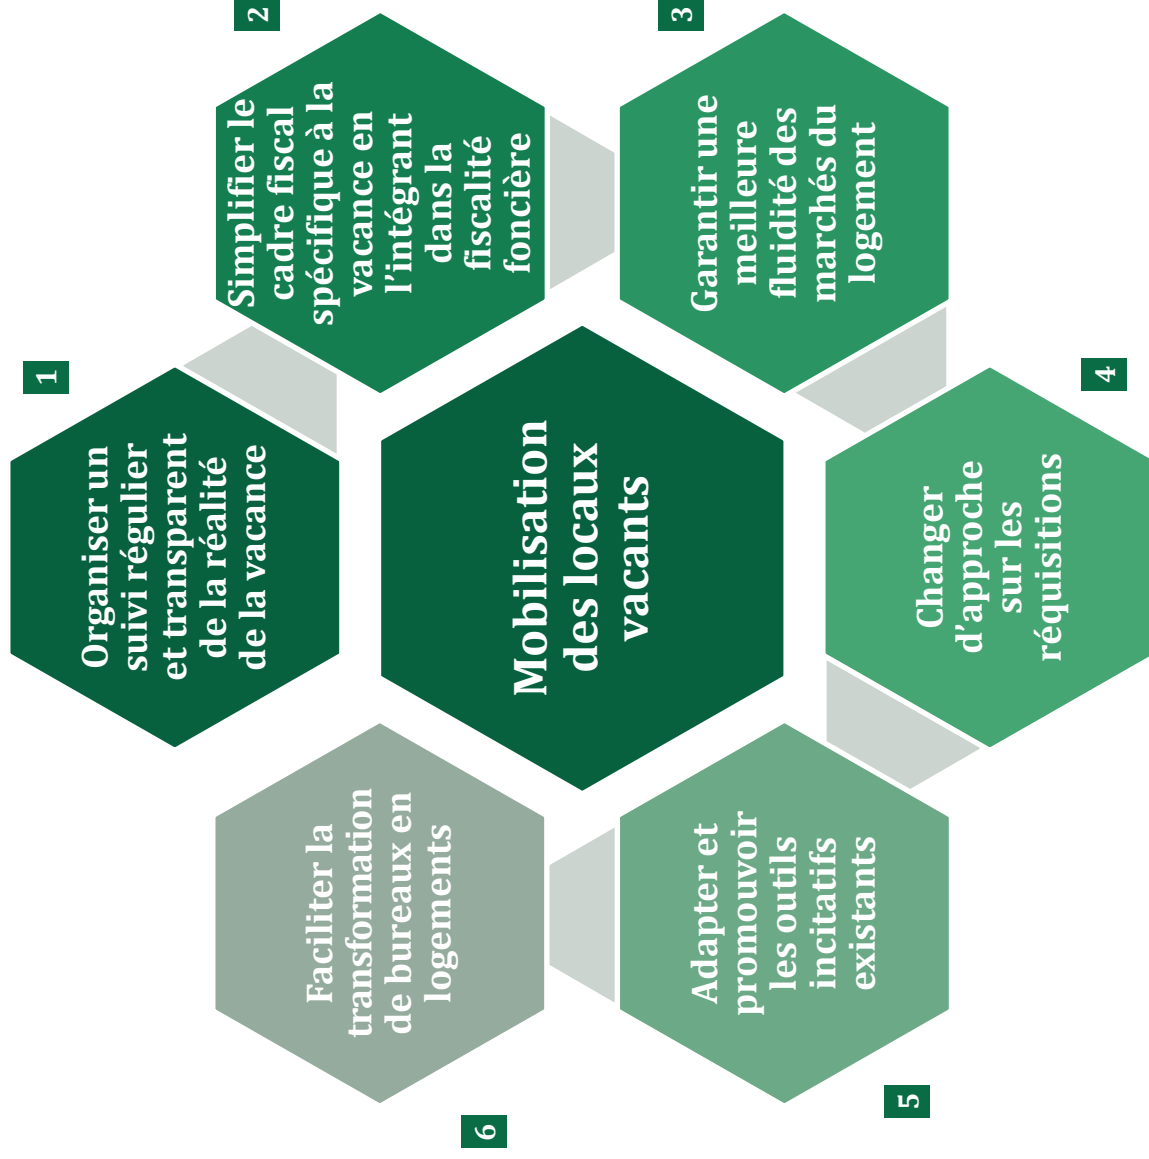 Mobilisation
des locaux
vacants
1
Organiser un
suivi régulier
et transparent
de la réalité
de la vacance
2
Simplifier le
cadre fiscal
spécifique à la
vacance en
l’intégrant
dans la
fiscalité
foncière
3
Garantir une
meilleure
fluidité des
marchés du
logement
4
Changer
d’approche
sur les
réquisitions
5
Adapter et
promouvoir
les outils
incitatifs
existants
6
Faciliter la
transformation
de bureaux en
logements